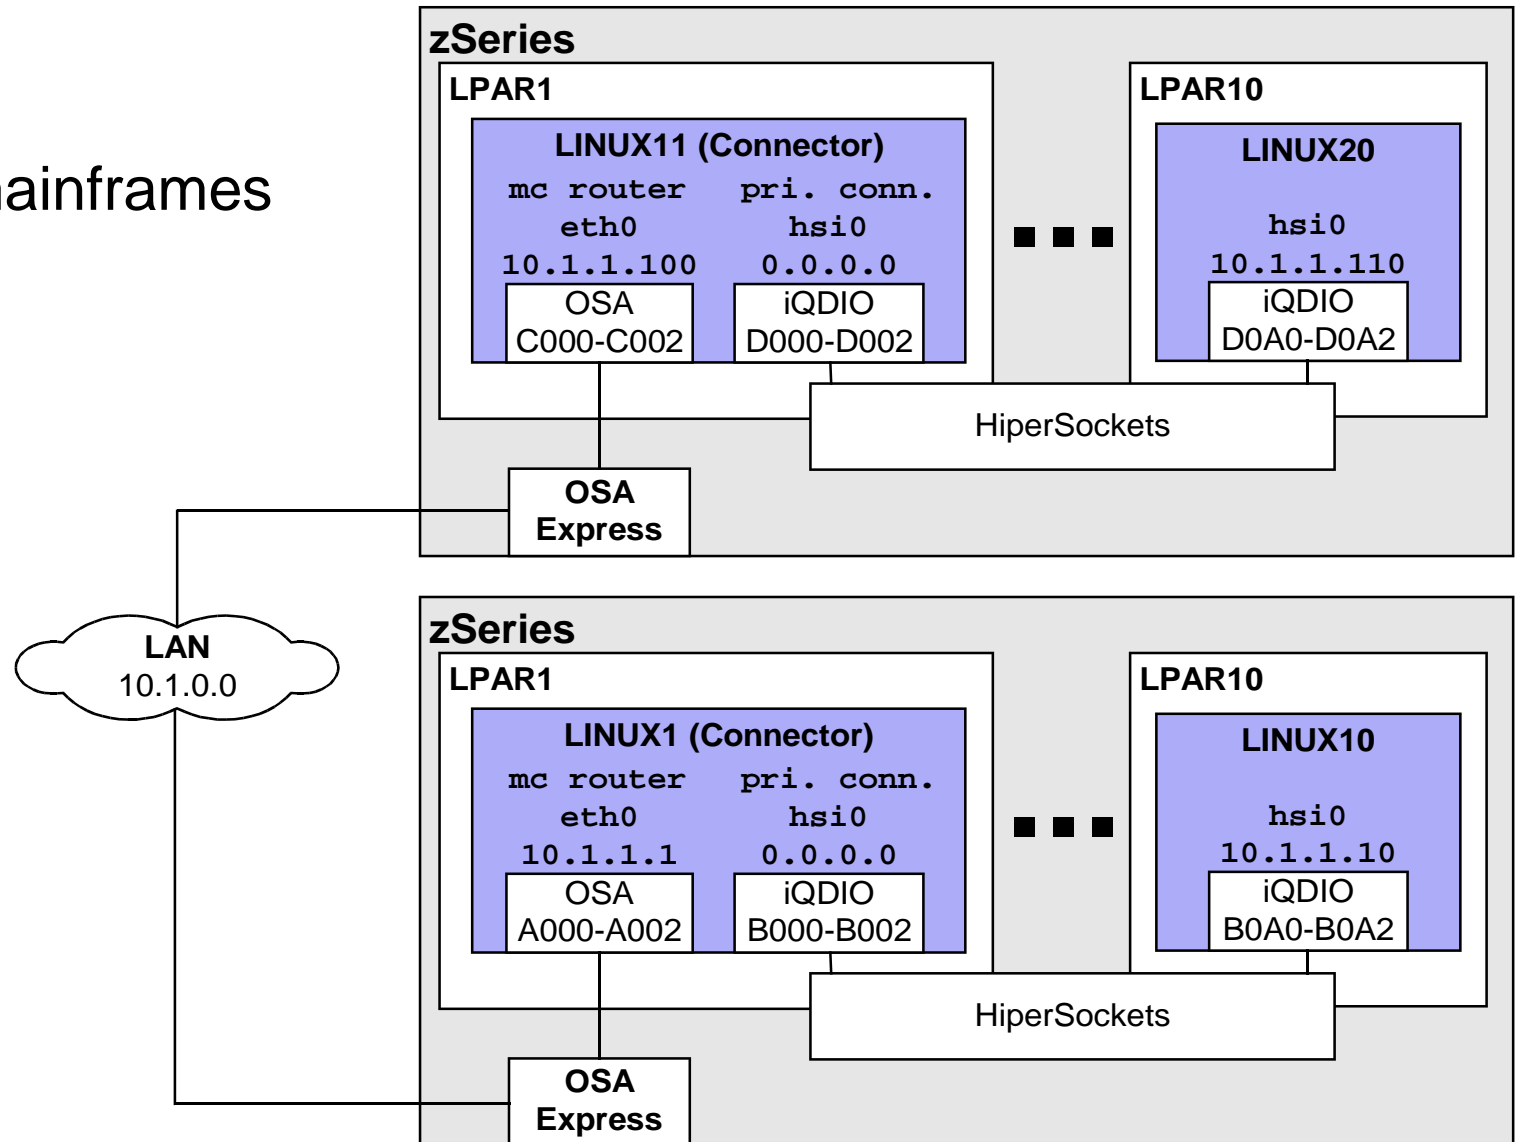 ainframes
zSeries
LPAR1
LINUX11 (Connector)
mc router pri. conn.
eth0 hsi0
10.1.1.100 0.0.0.0
OSA iQDIO
C000-C002 D000-D002
LPAR10
LINUX20
hsi0
10.1.1.110
iQDIO
D0A0-D0A2
HiperSockets
OSA
Express
LAN
10.1.0.0
zSeries
LPAR1
LINUX1 (Connector)
mc router pri. conn.
eth0 hsi0
10.1.1.1 0.0.0.0
OSA iQDIO
A000-A002 B000-B002
LPAR10
LINUX10
hsi0
10.1.1.10
iQDIO
B0A0-B0A2
HiperSockets
OSA
Express